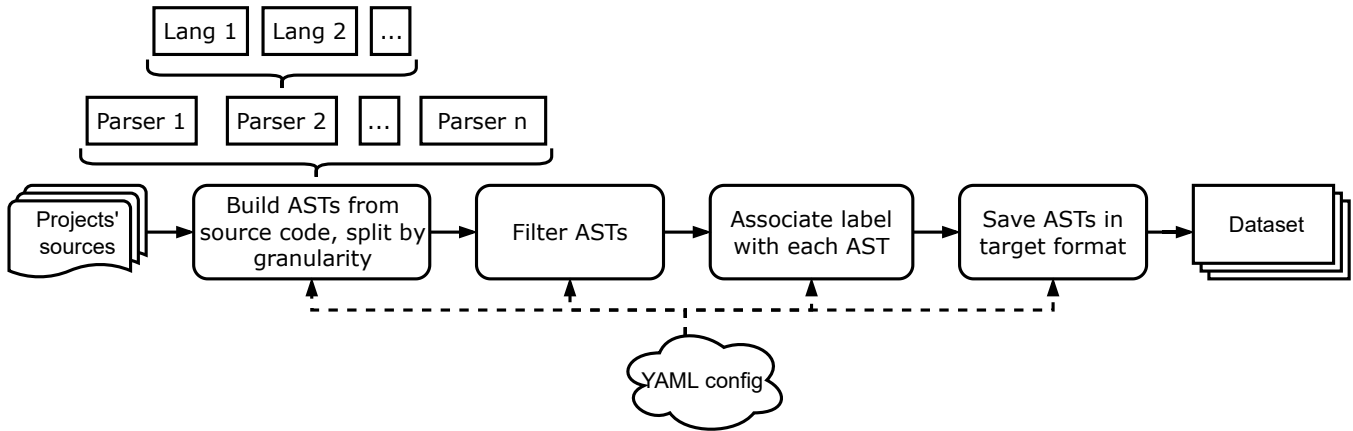 Lang 1
Lang 2
...
Parser 1
Parser 2
...
Parser n
Projects'
sources
Build ASTs from
source code, split by
granularity
Filter ASTs
Associate label
with each AST
Save ASTs in
target format
Dataset
YAML config